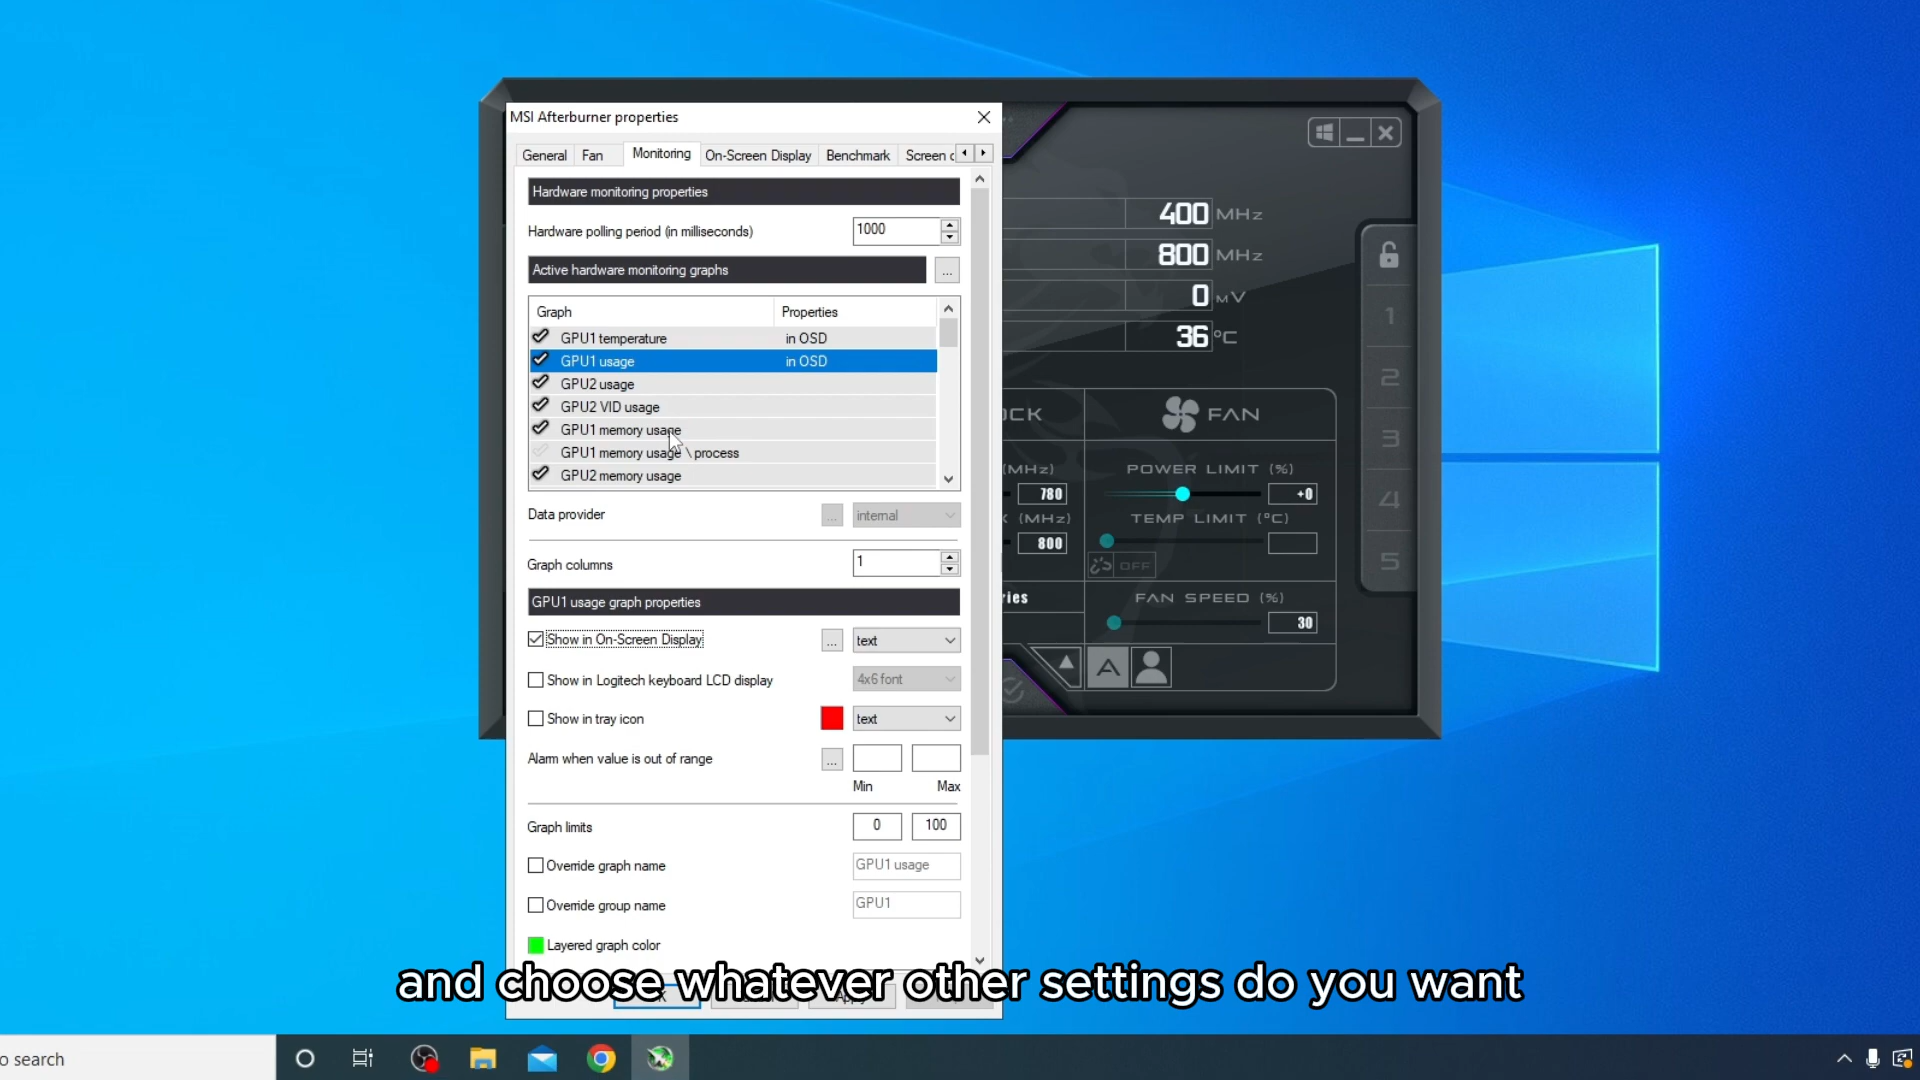 MSI Afterburner properties
General Fan Monitoring On-Screen Display Benchmark Screen c
Hardware monitoring properties
Hardware polling period (in milliseconds) 1000
Active hardware monitoring graphs ...
Graph Properties
GPU1 temperature in OSD
GPU1 usage in OSD
GPU2 usage
GPU2 VID usage
GPU1 memory usage
GPU1 memory usage \ process
GPU2 memory usage
Data provider ... internal
Graph columns 1
GPU1 usage graph properties
Show in On-Screen Display ... text
Show in Logitech keyboard LCD display 4x6 font
Show in tray icon text
Alarm when value is out of range ...
Min Max
Graph limits 0 100
Override graph name GPU1 usage
Override group name GPU1
Layered graph color
400 MHz
800 MHz
0 MV
36 °C
OCK
FAN
(MHz) 780
POWER LIMIT (%) +0
(MHz) 800
TEMP LIMIT (°C)
OFF
ries
FAN SPEED (%)
30
A
1
2
3
4
5
and choose whatever other settings do you want
o search